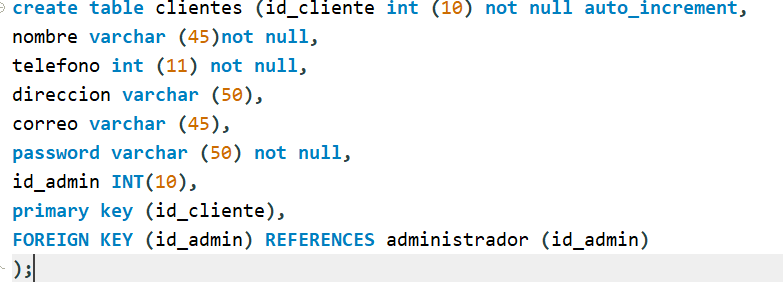 create table clientes (id_cliente int (10) not null auto_increment,
nombre varchar (45)not null,
telefono int (11) not null,
direccion varchar (50),
correo varchar (45),
password varchar (50) not null,
id_admin INT(10),
primary key (id_cliente),
FOREIGN KEY (id_admin) REFERENCES administrador (id_admin)
);